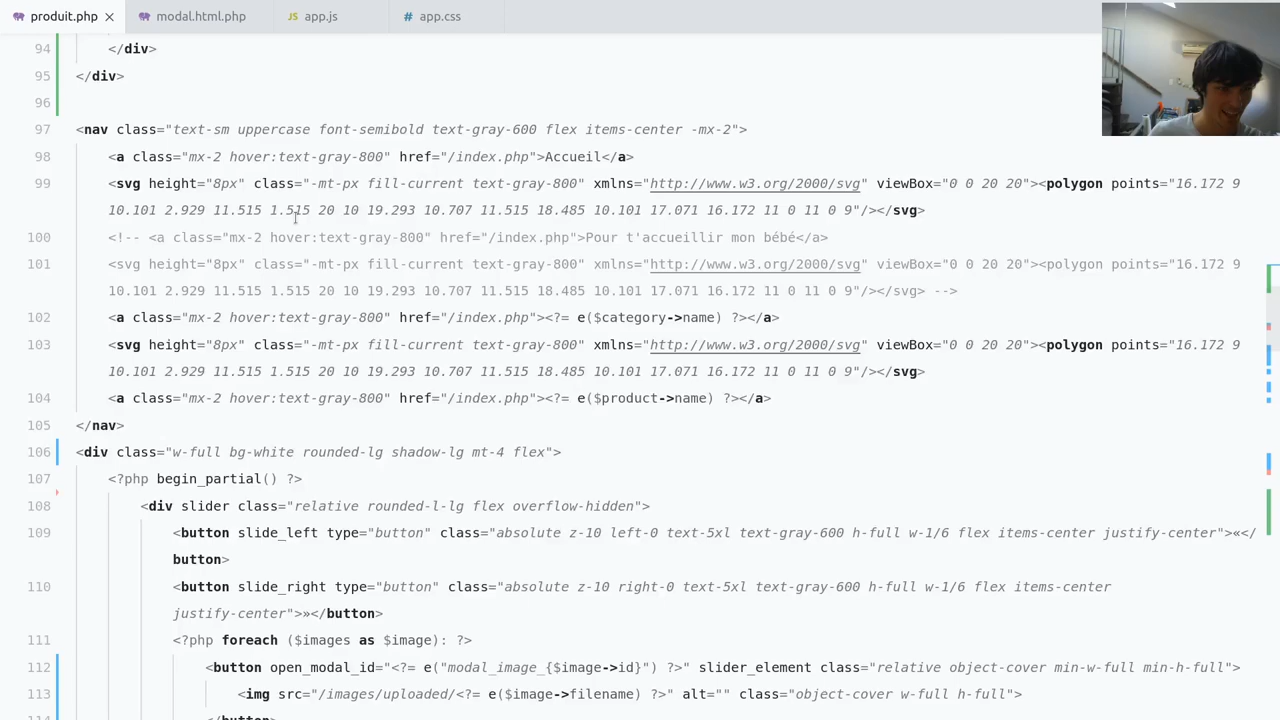 produit.php
modal.html.php
app.js
app.css
94 </div>
95 </div>
96
97 <nav class="text-sm uppercase font-semibold text-gray-600 flex items-center -mx-2">
98 <a class="mx-2 hover:text-gray-800" href="/index.php">Accueil</a>
99 <svg height="8px" class="-mt-px fill-current text-gray-800" xmlns="http://www.w3.org/2000/svg" viewBox="0 0 20 20"><polygon points="16.172 9
10.101 2.929 11.515 1.515 20 10 19.293 10.707 11.515 18.485 10.101 17.071 16.172 11 0 11 0 9"/></svg>
100 <!-- <a class="mx-2 hover:text-gray-800" href="/index.php">Pour t'accueillir mon bébé</a>
101 <svg height="8px" class="-mt-px fill-current text-gray-800" xmlns="http://www.w3.org/2000/svg" viewBox="0 0 20 20"><polygon points="16.172 9
10.101 2.929 11.515 1.515 20 10 19.293 10.707 11.515 18.485 10.101 17.071 16.172 11 0 11 0 9"/></svg> -->
102 <a class="mx-2 hover:text-gray-800" href="/index.php"><?= e($category->name) ?></a>
103 <svg height="8px" class="-mt-px fill-current text-gray-800" xmlns="http://www.w3.org/2000/svg" viewBox="0 0 20 20"><polygon points="16.172 9
10.101 2.929 11.515 1.515 20 10 19.293 10.707 11.515 18.485 10.101 17.071 16.172 11 0 11 0 9"/></svg>
104 <a class="mx-2 hover:text-gray-800" href="/index.php"><?= e($product->name) ?></a>
105 </nav>
106 <div class="w-full bg-white rounded-lg shadow-lg mt-4 flex">
107 <?php begin_partial() ?>
108 <div slider class="relative rounded-l-lg flex overflow-hidden">
109 <button slide_left type="button" class="absolute z-10 left-0 text-5xl text-gray-600 h-full w-1/6 flex items-center justify-center">«</
button>
110 <button slide_right type="button" class="absolute z-10 right-0 text-5xl text-gray-600 h-full w-1/6 flex items-center
justify-center">»</button>
111 <?php foreach ($images as $image): ?>
112 <button open_modal_id="<?= e("modal_image_{$image->id}") ?>" slider_element class="relative object-cover min-w-full min-h-full">
113 <img src="/images/uploaded/<?= e($image->filename) ?>" alt="" class="object-cover w-full h-full">
114 </button>